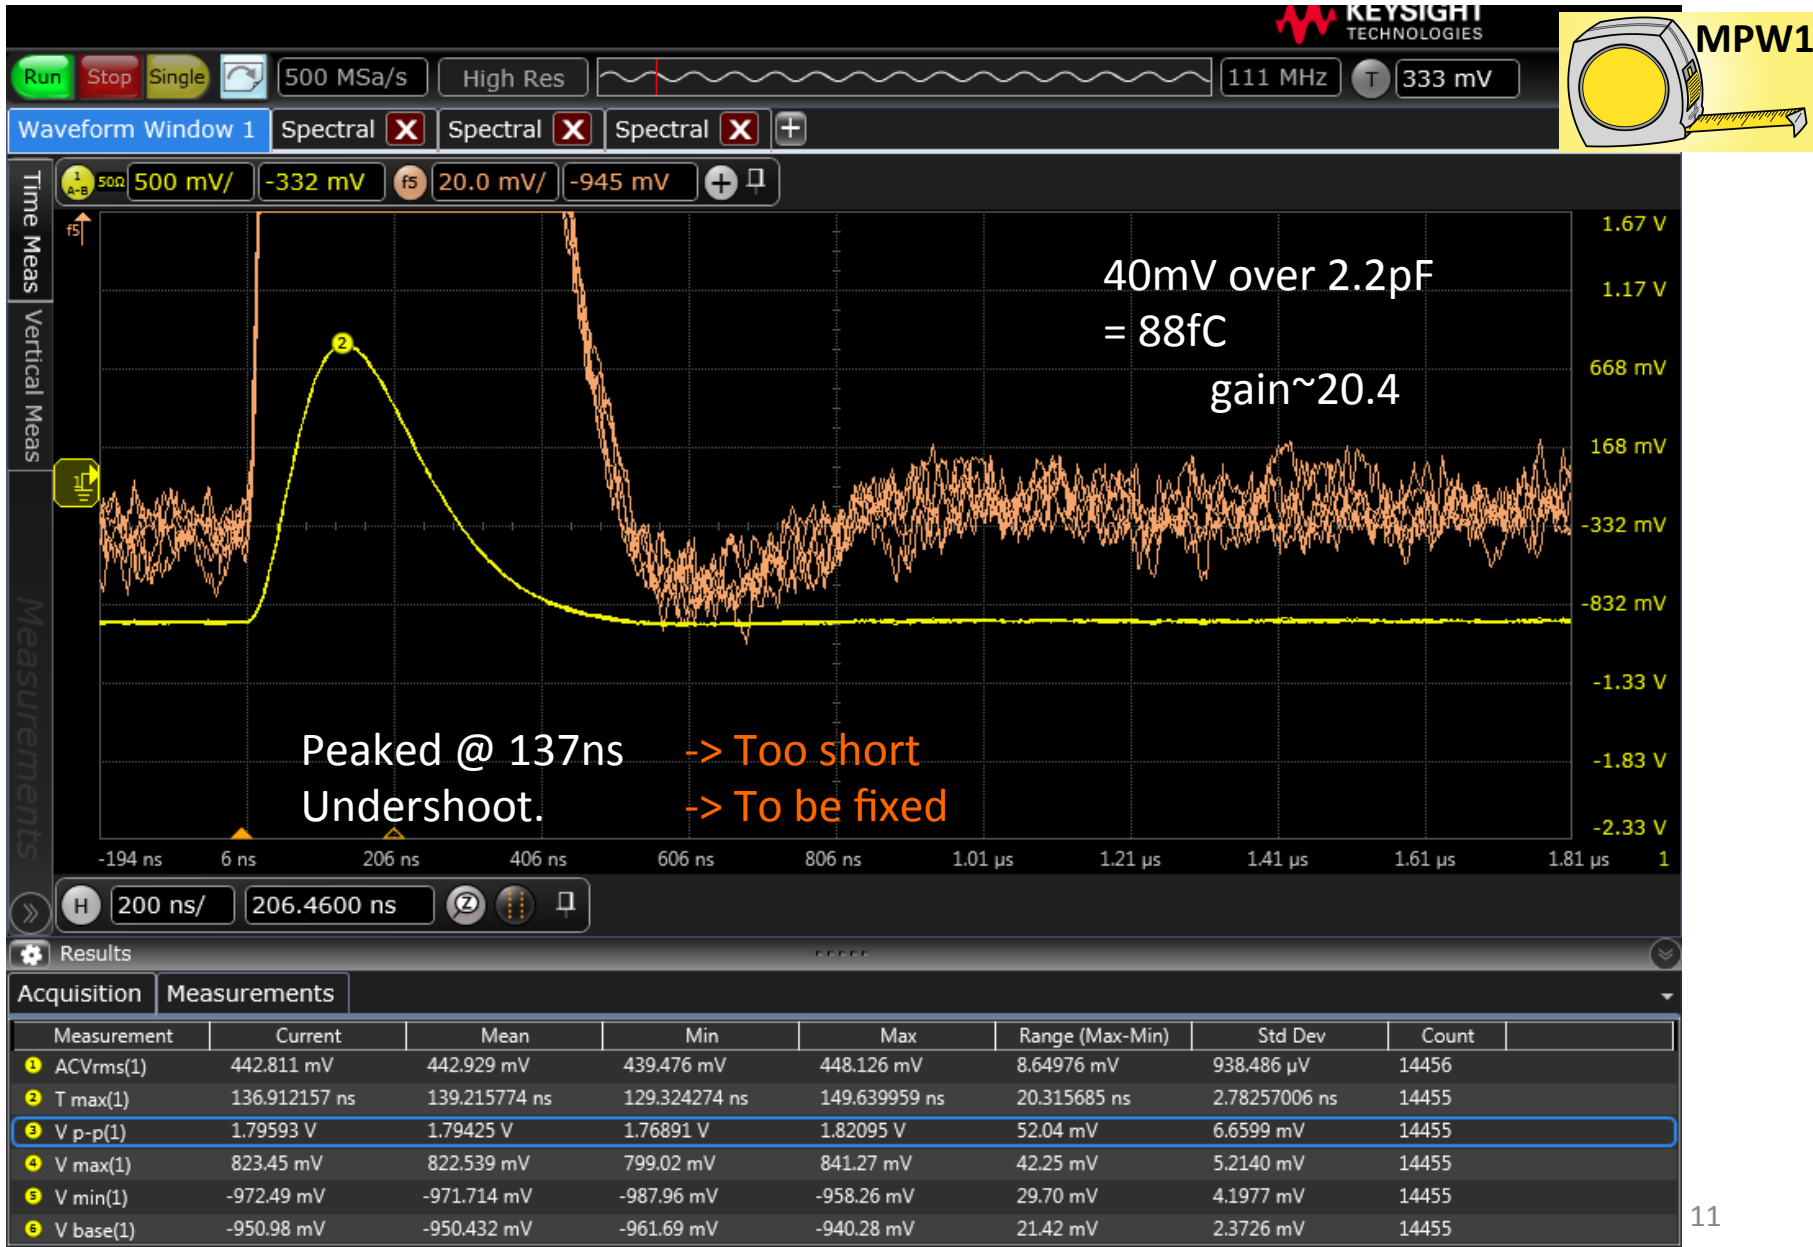 KEYSIGHT
TECHNOLOGIES
MPW1
Run Stop Single 500 MSa/s High Res 111 MHz T 333 mV
Waveform Window 1 Spectral X Spectral X Spectral X +
Time Meas
Vertical Meas
Measurements
1 A-B 50Ω 500 mV/ -332 mV f5 20.0 mV/ -945 mV +
f5
1.67 V
40mV over 2.2pF
1.17 V
= 88fC
2
668 mV
gain~20.4
168 mV
1
-332 mV
-832 mV
-1.33 V
Peaked @ 137ns -> Too short
-1.83 V
Undershoot. -> To be fixed
-2.33 V
-194 ns 6 ns 206 ns 406 ns 606 ns 806 ns 1.01 µs 1.21 µs 1.41 µs 1.61 µs 1.81 µs 1
H 200 ns/ 206.4600 ns Z
Results
Acquisition Measurements
Measurement Current Mean Min Max Range (Max-Min) Std Dev Count
1 ACVrms(1) 442.811 mV 442.929 mV 439.476 mV 448.126 mV 8.64976 mV 938.486 µV 14456
2 T max(1) 136.912157 ns 139.215774 ns 129.324274 ns 149.639959 ns 20.315685 ns 2.78257006 ns 14455
3 V p-p(1) 1.79593 V 1.79425 V 1.76891 V 1.82095 V 52.04 mV 6.6599 mV 14455
4 V max(1) 823.45 mV 822.539 mV 799.02 mV 841.27 mV 42.25 mV 5.2140 mV 14455
5 V min(1) -972.49 mV -971.714 mV -987.96 mV -958.26 mV 29.70 mV 4.1977 mV 14455
6 V base(1) -950.98 mV -950.432 mV -961.69 mV -940.28 mV 21.42 mV 2.3726 mV 14455
11